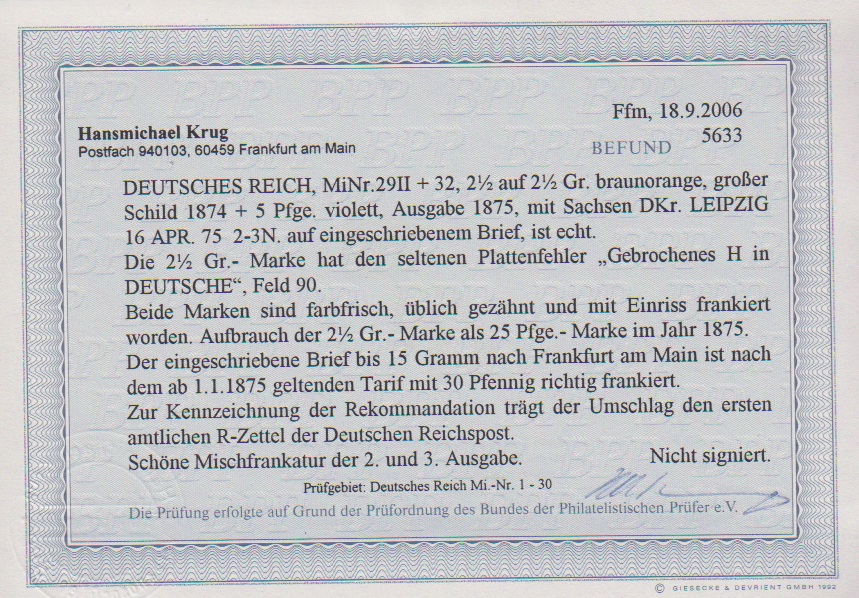 Ffm, 18.9.2006
Hansmichael Krug
5633
Postfach 940103, 60459 Frankfurt am Main
BEFUND
DEUTSCHES REICH, MiNr.29II + 32, 2½ auf 2½ Gr. braunorange, großer
Schild 1874 + 5 Pfge. violett, Ausgabe 1875, mit Sachsen DKr. LEIPZIG
16 APR. 75 2-3N. auf eingeschriebenem Brief, ist echt.
Die 2½ Gr.- Marke hat den seltenen Plattenfehler „Gebrochenes H in
DEUTSCHE“, Feld 90.
Beide Marken sind farbfrisch, üblich gezähnt und mit Einriss frankiert
worden. Aufbrauch der 2½ Gr.- Marke als 25 Pfge.- Marke im Jahr 1875.
Der eingeschriebene Brief bis 15 Gramm nach Frankfurt am Main ist nach
dem ab 1.1.1875 geltenden Tarif mit 30 Pfennig richtig frankiert.
Zur Kennzeichnung der Rekommandation trägt der Umschlag den ersten
amtlichen R-Zettel der Deutschen Reichspost.
Schöne Mischfrankatur der 2. und 3. Ausgabe. Nicht signiert.
Prüfgebiet: Deutsches Reich Mi.-Nr. 1 - 30
Die Prüfung erfolgte auf Grund der Prüfordnung des Bundes der Philatelistischen Prüfer e.V.
© GIESECKE & DEVRIENT GMBH 1992